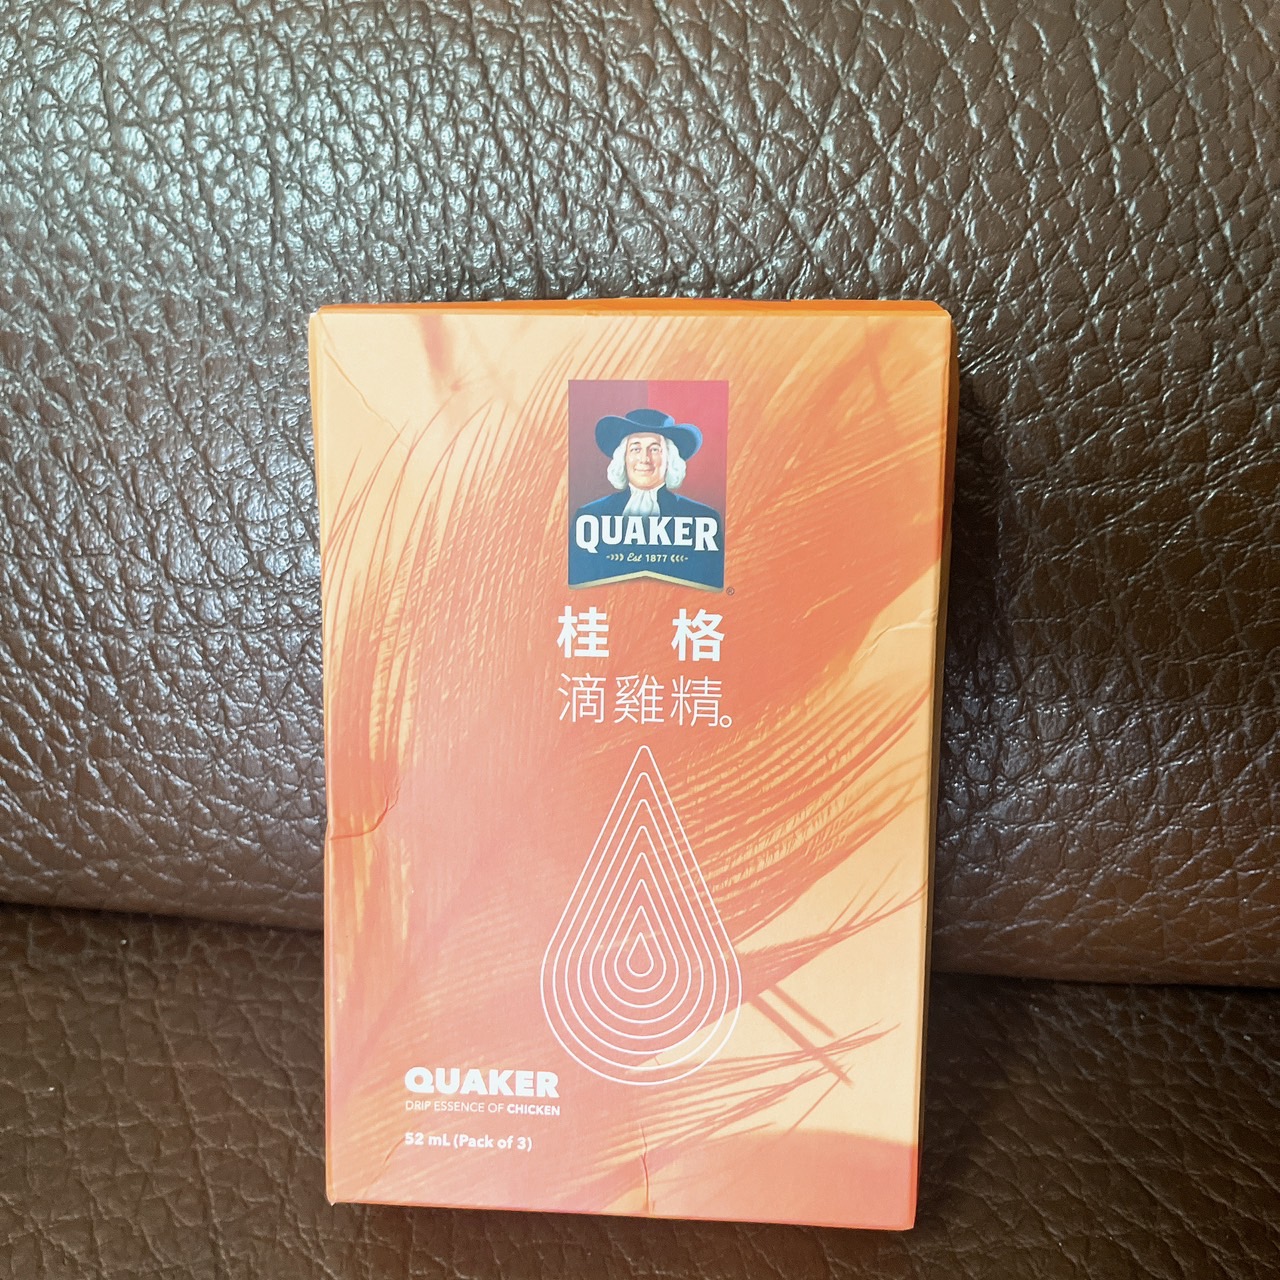 QUAKER
Est 1877
®
桂格
滴雞精。
QUAKER
DRIP ESSENCE OF CHICKEN
52 mL (Pack of 3)